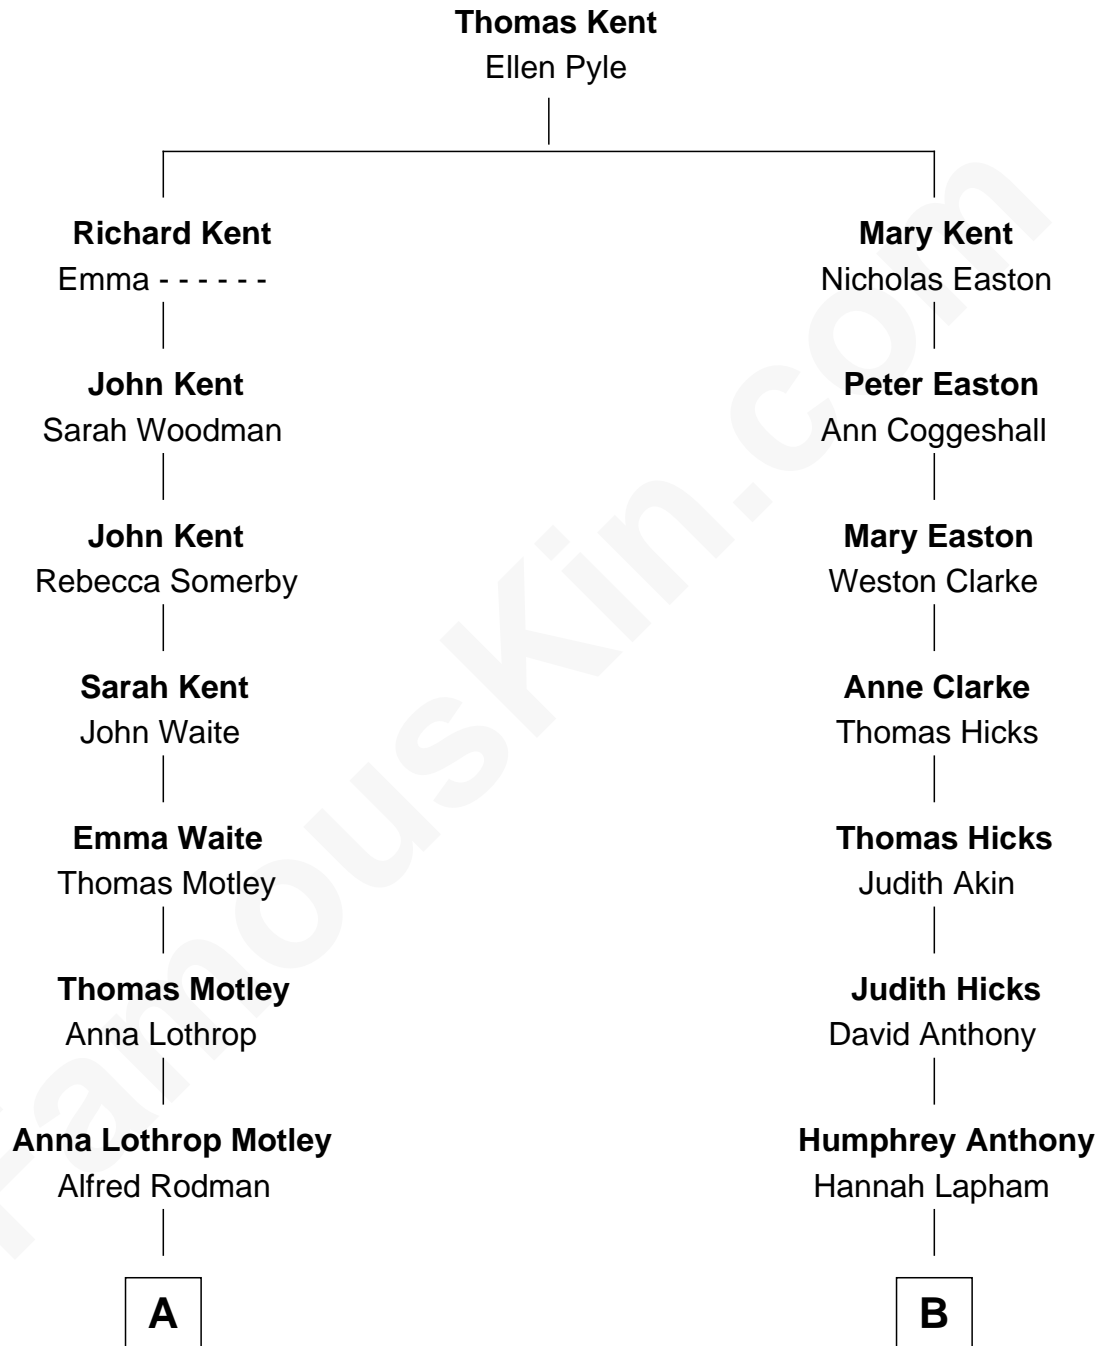 Thomas Kent
Ellen Pyle
Richard Kent
Emma - - - - - -
Mary Kent
Nicholas Easton
John Kent
Sarah Woodman
Peter Easton
Ann Coggeshall
John Kent
Rebecca Somerby
Mary Easton
Weston Clarke
Sarah Kent
John Waite
Anne Clarke
Thomas Hicks
Emma Waite
Thomas Motley
Thomas Hicks
Judith Akin
Thomas Motley
Anna Lothrop
Judith Hicks
David Anthony
Anna Lothrop Motley
Alfred Rodman
Humphrey Anthony
Hannah Lapham
A
B
FamousKin.com